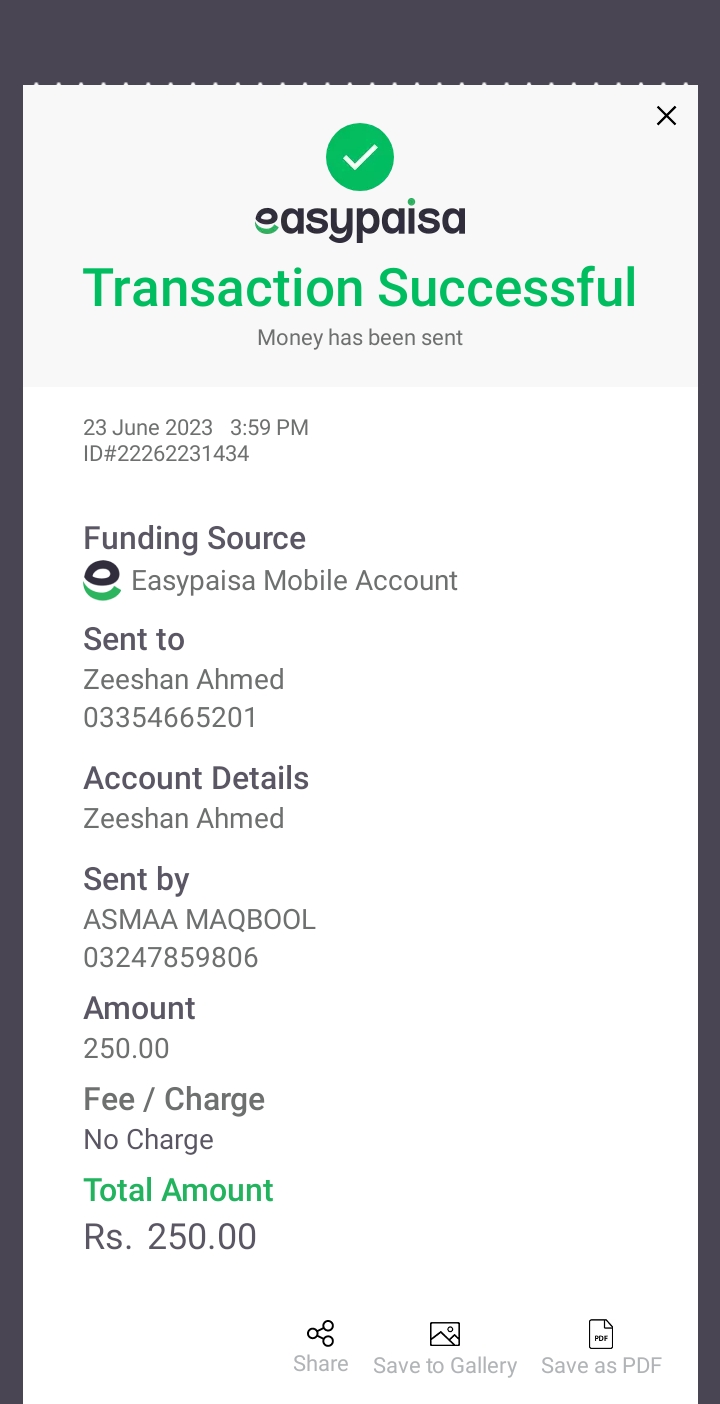 easypaisa
Transaction Successful
Money has been sent
23 June 2023 3:59 PM
ID#22262231434
Funding Source
Easypaisa Mobile Account
Sent to
Zeeshan Ahmed
03354665201
Account Details
Zeeshan Ahmed
Sent by
ASMAA MAQBOOL
03247859806
Amount
250.00
Fee / Charge
No Charge
Total Amount
Rs. 250.00
PDF
Share Save to Gallery Save as PDF